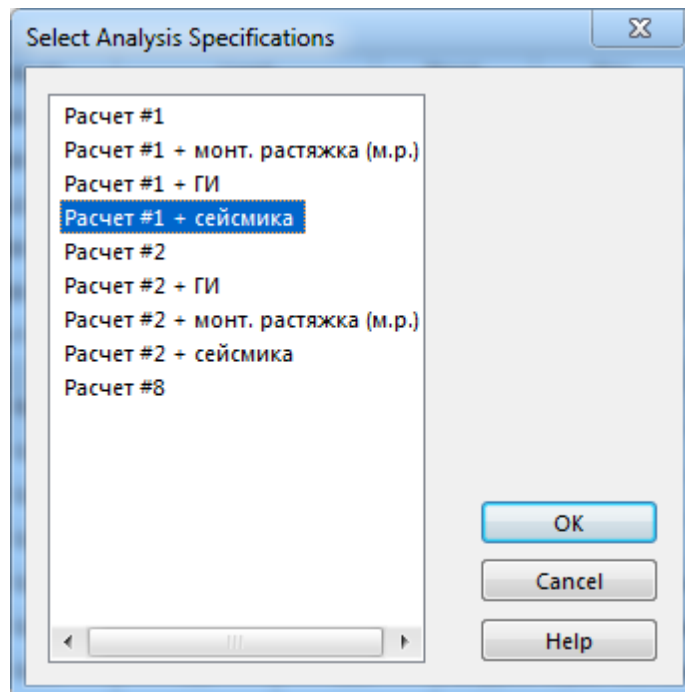 Select Analysis Specifications
Расчет #1
Расчет #1 + монт. растяжка (м.р.)
Расчет #1 + ГИ
Расчет #1 + сейсмика
Расчет #2
Расчет #2 + ГИ
Расчет #2 + монт. растяжка (м.р.)
Расчет #2 + сейсмика
Расчет #8
OK
Cancel
Help